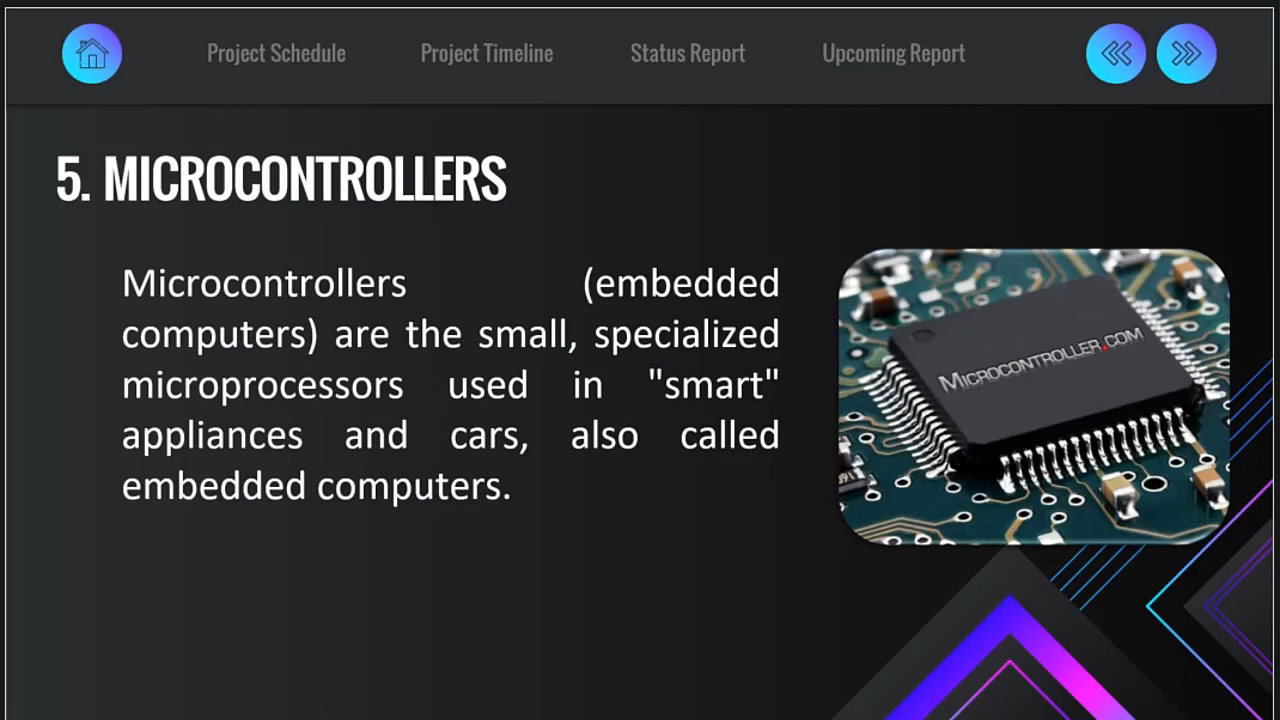 Project Schedule
Project Timeline
Status Report
Upcoming Report
5. MICROCONTROLLERS
Microcontrollers (embedded
computers) are the small, specialized
microprocessors used in "smart"
appliances and cars, also called
embedded computers.
MICROCONTROLLER.COM